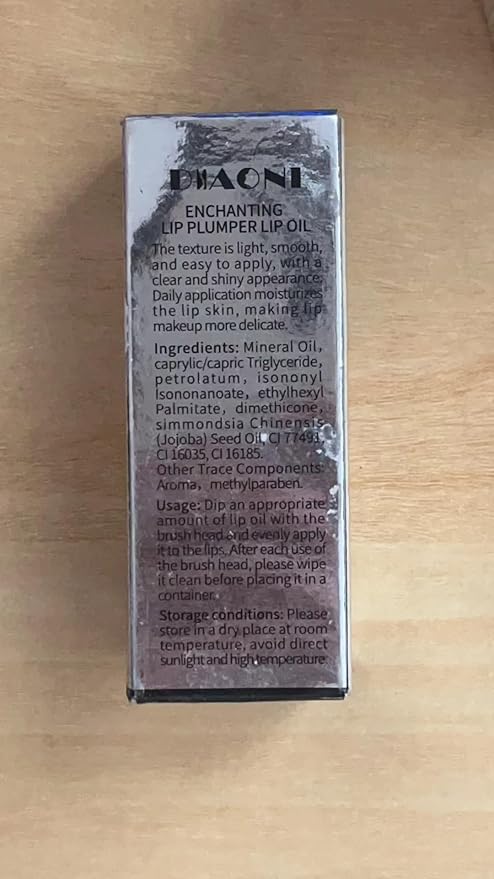 DIJAONI
ENCHANTING
LIP PLUMPER LIP OIL
The texture is light, smooth,
and easy to apply, with a
clear and shiny appearance.
Daily application moisturizes
the lip skin, making lip
makeup more delicate.
Ingredients: Mineral Oil,
caprylic/capric Triglyceride,
petrolatum, isononyl
Isononanoate, ethylhexyl
Palmitate, dimethicone,
simmondsia Chinensis
(Jojoba) Seed Oil, CI 77491,
CI 16035, CI 16185.
Other Trace Components:
Aroma, methylparaben.
Usage: Dip an appropriate
amount of lip oil with the
brush head and evenly apply
it to the lips. After each use of
the brush head, please wipe
it clean before placing it in a
container.
Storage conditions: Please
store in a dry place at room
temperature, avoid direct
sunlight and high temperature.